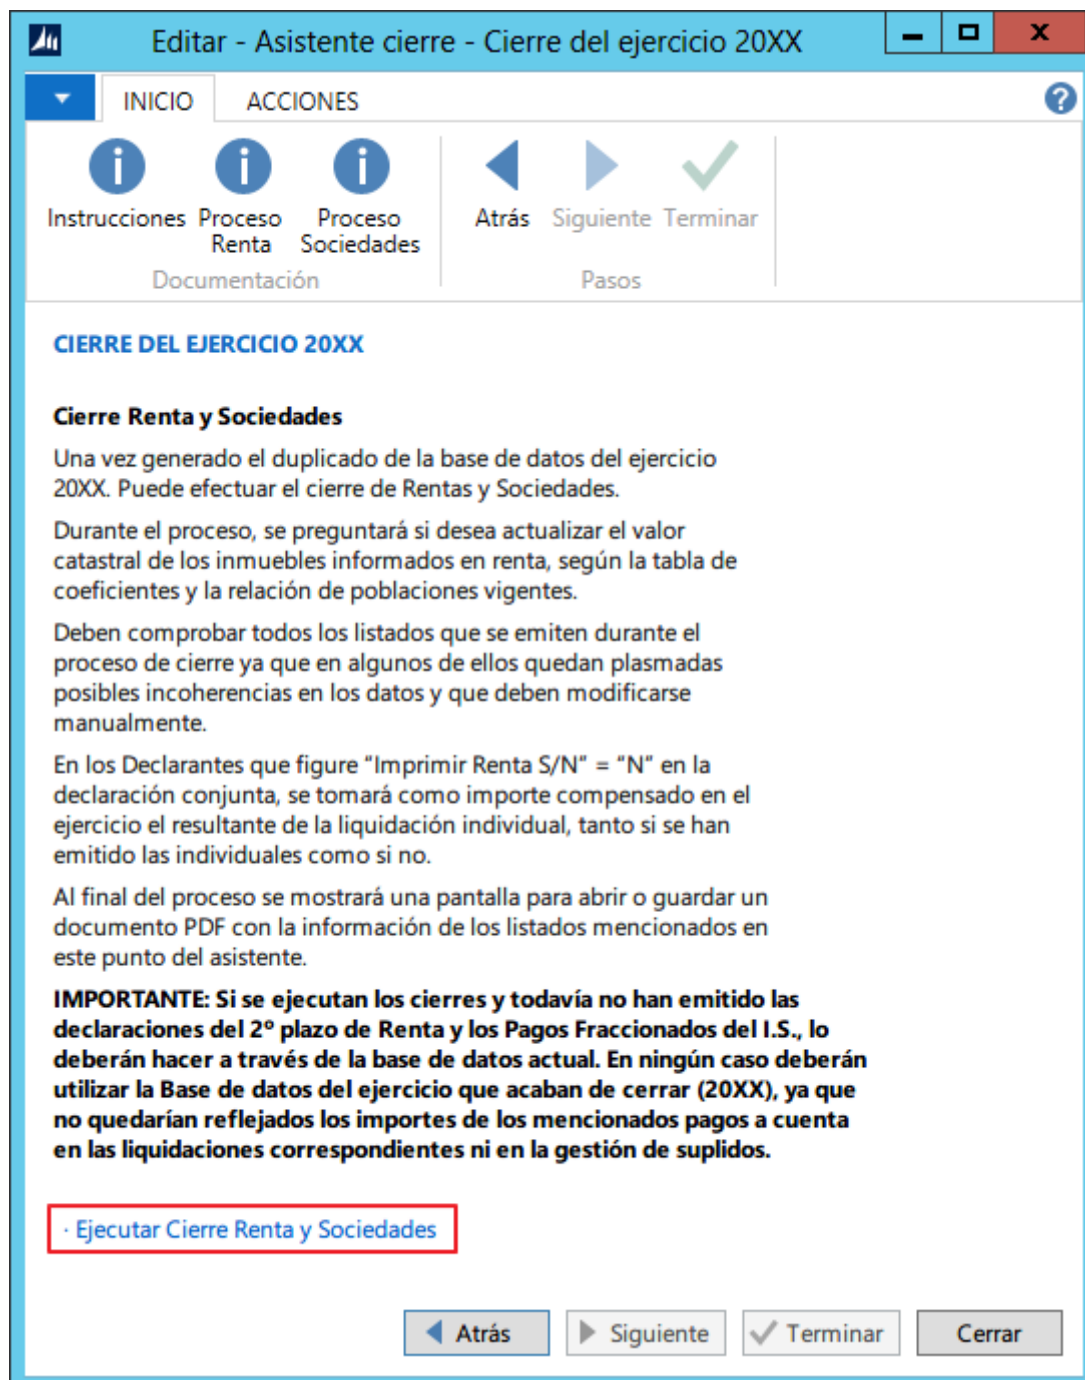 Editar - Asistente cierre - Cierre del ejercicio 20XX
INICIO ACCIONES
Instrucciones Proceso Renta Proceso Sociedades Atrás Siguiente Terminar
Documentación Pasos
CIERRE DEL EJERCICIO 20XX
Cierre Renta y Sociedades
Una vez generado el duplicado de la base de datos del ejercicio
20XX. Puede efectuar el cierre de Rentas y Sociedades.
Durante el proceso, se preguntará si desea actualizar el valor
catastral de los inmuebles informados en renta, según la tabla de
coeficientes y la relación de poblaciones vigentes.
Deben comprobar todos los listados que se emiten durante el
proceso de cierre ya que en algunos de ellos quedan plasmadas
posibles incoherencias en los datos y que deben modificarse
manualmente.
En los Declarantes que figure “Imprimir Renta S/N” = “N” en la
declaración conjunta, se tomará como importe compensado en el
ejercicio el resultante de la liquidación individual, tanto si se han
emitido las individuales como si no.
Al final del proceso se mostrará una pantalla para abrir o guardar un
documento PDF con la información de los listados mencionados en
este punto del asistente.
IMPORTANTE: Si se ejecutan los cierres y todavía no han emitido las
declaraciones del 2º plazo de Renta y los Pagos Fraccionados del I.S., lo
deberán hacer a través de la base de datos actual. En ningún caso deberán
utilizar la Base de datos del ejercicio que acaban de cerrar (20XX), ya que
no quedarían reflejados los importes de los mencionados pagos a cuenta
en las liquidaciones correspondientes ni en la gestión de suplidos.
· Ejecutar Cierre Renta y Sociedades
Atrás Siguiente Terminar Cerrar